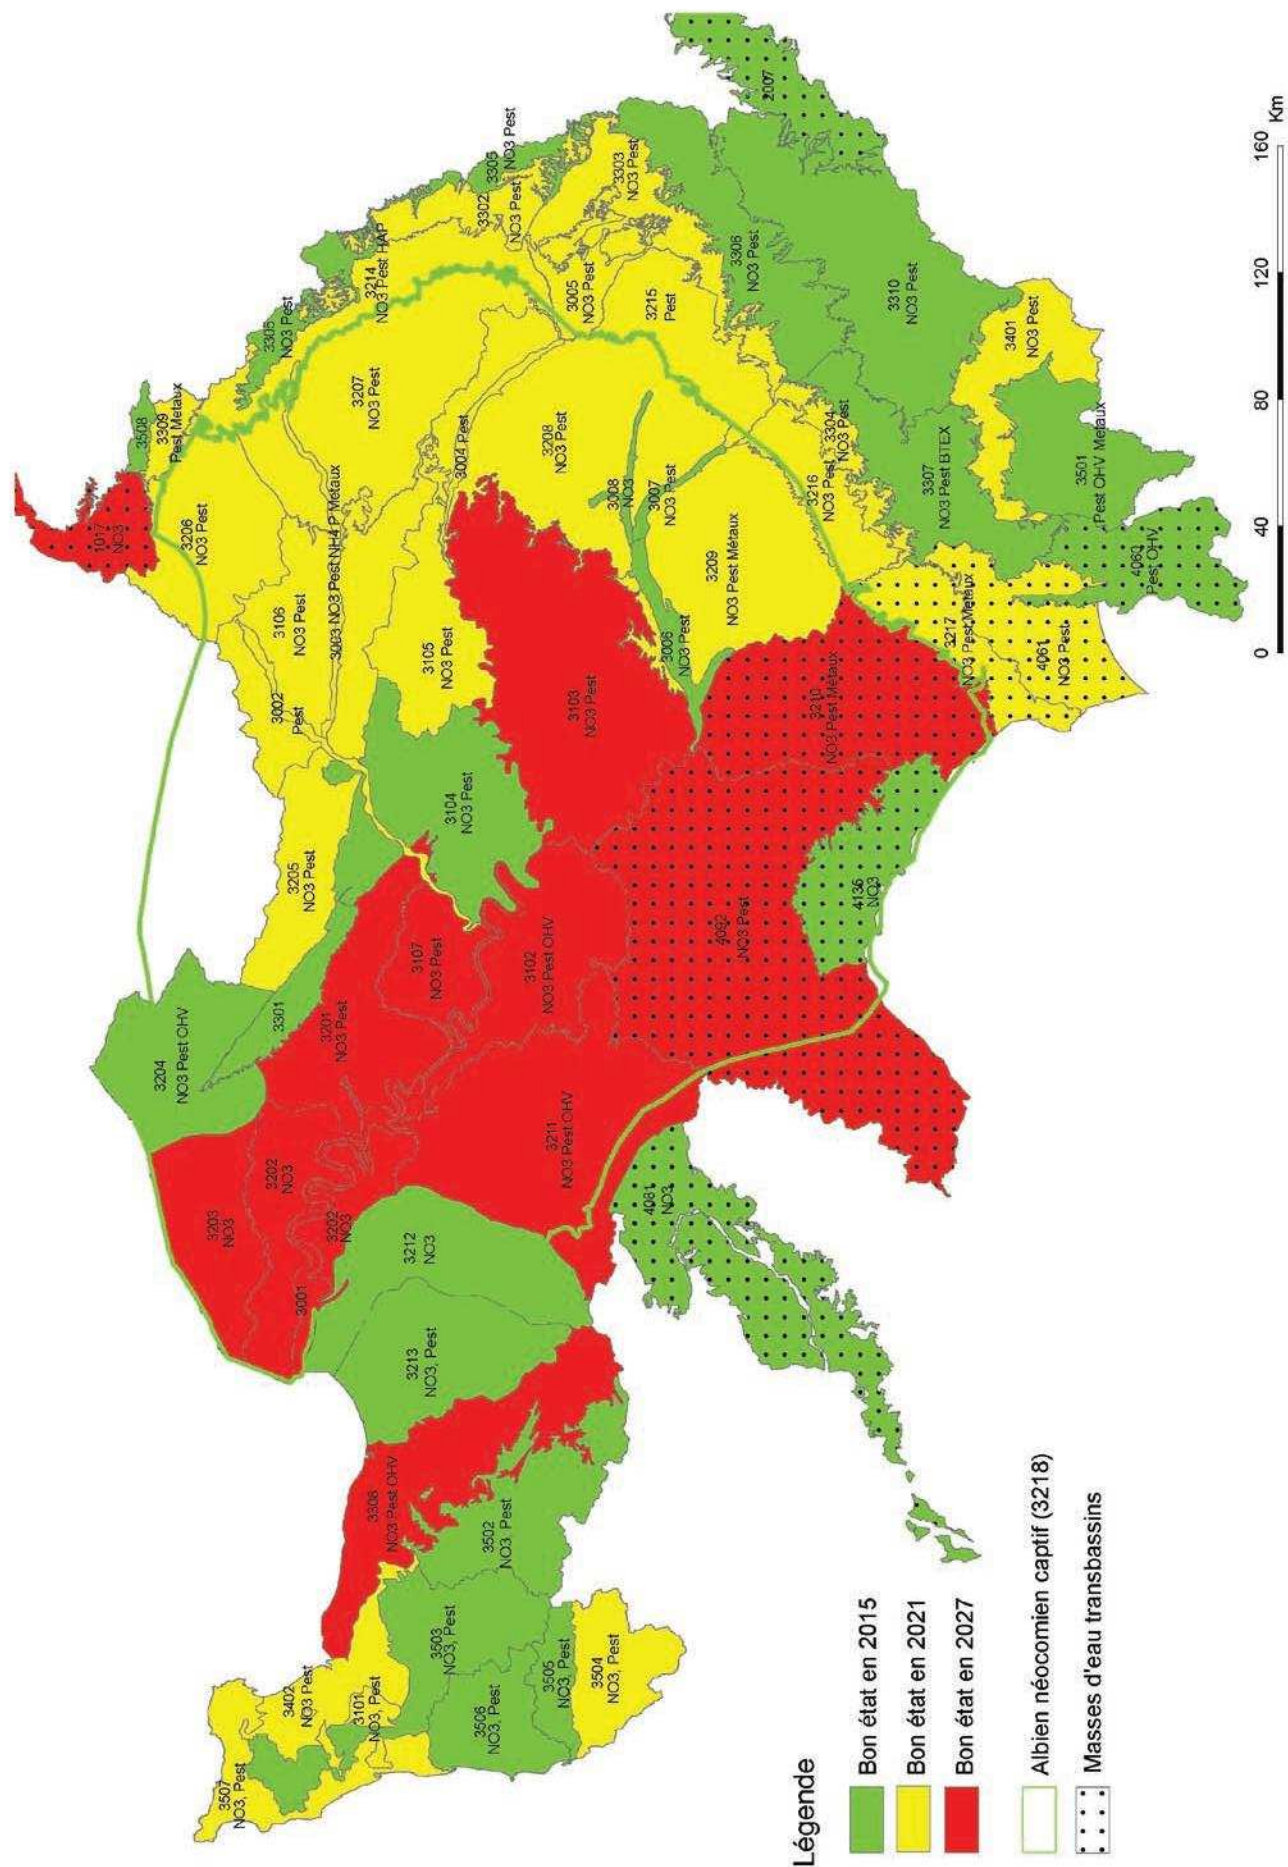 3507
NO3, Pest
3402
NO3 Pest
3101
NO3, Pest
3503
NO3, Pest
3506
NO3, Pest
3505
NO3, Pest
3504
NO3, Pest
3502
NO3, Pest
3308
NO3 Pest OHV
3213
NO3, Pest
3212
NO3
3001
3203
NO3
3202
NO3
3202
NO3
3211
NO3 Pest OHV
4081
NO3
3204
NO3 Pest OHV
3301
3201
NO3 Pest
3107
NO3 Pest
3102
NO3 Pest OHV
4092
NO3 Pest
4135
NO3
3205
NO3 Pest
3104
NO3 Pest
3002
Pest
3103
NO3 Pest
3105
NO3 Pest
3106
NO3 Pest
3003 NO3 Pest NH4 P Metaux
3210
NO3 Pest Métaux
3006
NO3 Pest
3209
NO3 Pest Métaux
3217
NO3 Pest Metaux
4061
NO3 Pest
4060
Pest OHV
1017
NO3
3206
NO3 Pest
3508
3309
Pest Metaux
3207
NO3 Pest
3004 Pest
3208
NO3 Pest
3008
NO3
3007
NO3 Pest
3216
NO3 Pest
3304
NO3 Pest
3307
NO3 Pest BTEX
3501
Pest OHV Metaux
3401
NO3 Pest
3305
NO3 Pest
3214
NO3 Pest HAP
3302
NO3 Pest
3305
NO3 Pest
3005
NO3 Pest
3303
NO3 Pest
3215
Pest
3306
NO3 Pest
3310
NO3 Pest
2007
Légende
Bon état en 2015
Bon état en 2021
Bon état en 2027
Albien néocomien captif (3218)
Masses d'eau transbassins
0 40 80 120 160
Km